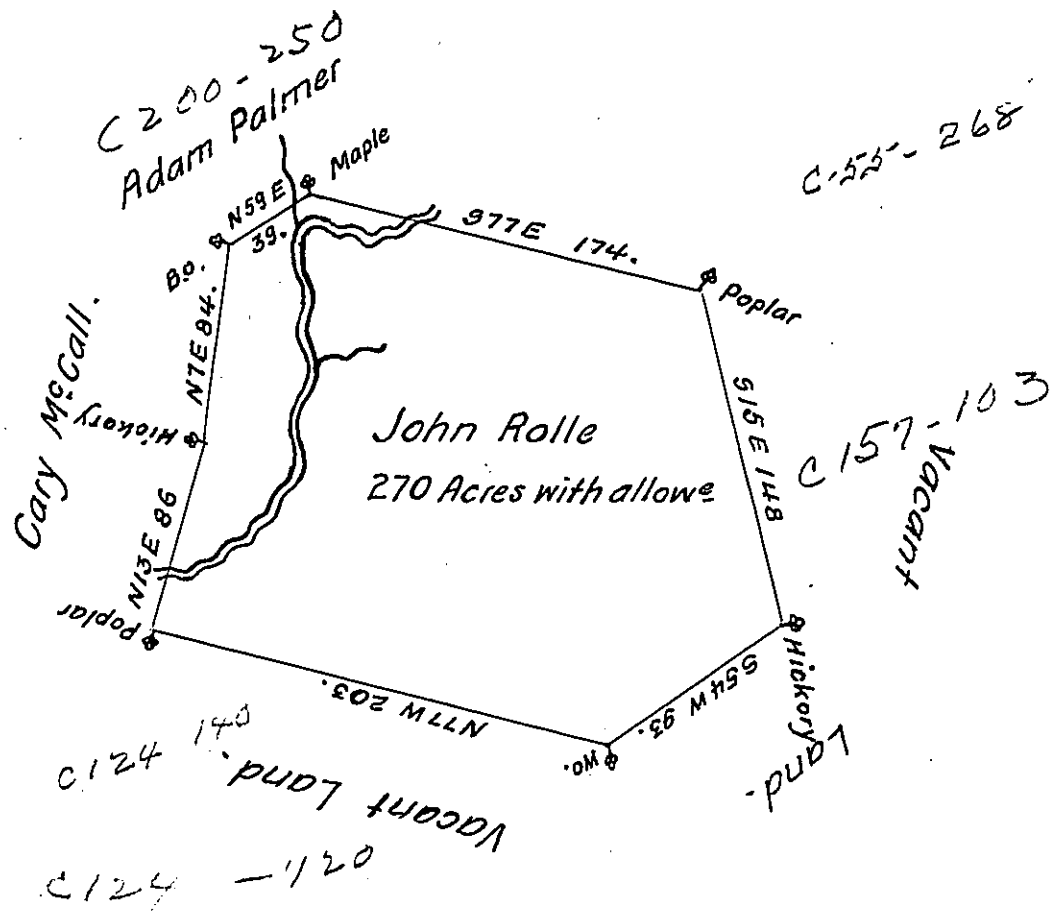 C 200 - 250
Adam Palmer
C-55- 268
Maple
N59E
39.
S77E 174.
Bo.
Poplar
N7E 84.
Cary McCall.
Hickory
S15E 148
C 157-103
Vacant
John Rolle
270 Acres with allowe
N13E 86
Poplar
Hickory
S54W 93.
N77W 203.
Wo.
Land.
C124 140
Vacant Land.
C124 - 120